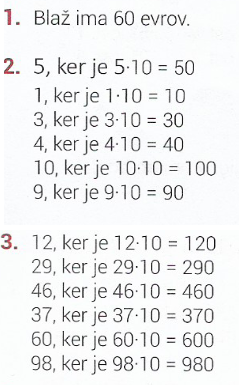 1. Blaž ima 60 evrov.
2. 5, ker je 5·10 = 50
1, ker je 1·10 = 10
3, ker je 3·10 = 30
4, ker je 4·10 = 40
10, ker je 10·10 = 100
9, ker je 9·10 = 90
3. 12, ker je 12·10 = 120
29, ker je 29·10 = 290
46, ker je 46·10 = 460
37, ker je 37·10 = 370
60, ker je 60·10 = 600
98, ker je 98·10 = 980